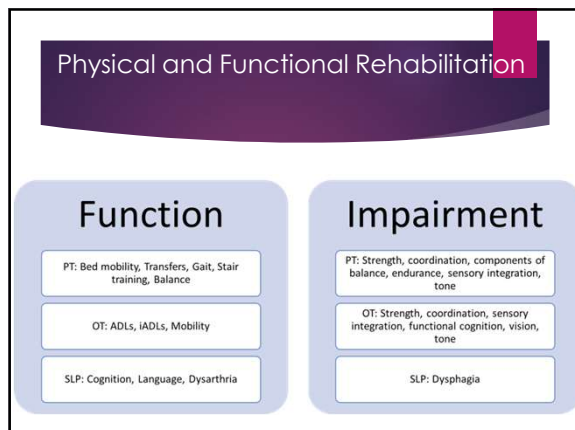 Physical and Functional Rehabilitation
Function
PT: Bed mobility, Transfers, Gait, Stair
training, Balance
OT: ADLs, iADLs, Mobility
SLP: Cognition, Language, Dysarthria
Impairment
PT: Strength, coordination, components of
balance, endurance, sensory integration,
tone
OT: Strength, coordination, sensory
integration, functional cognition, vision,
tone
SLP: Dysphagia